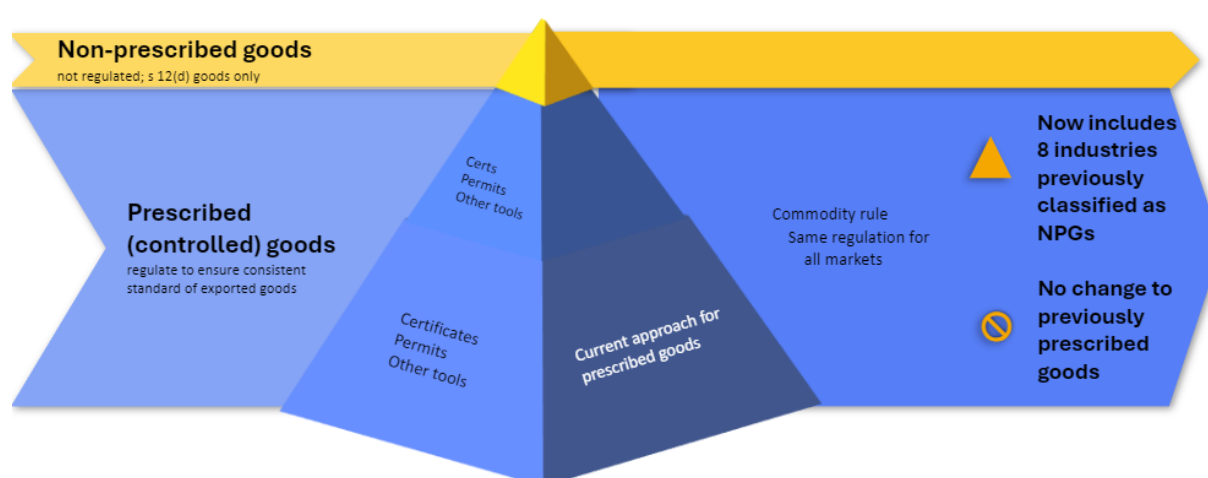 Non-prescribed goods
not regulated; s 12(d) goods only
Prescribed
(controlled) goods
regulate to ensure consistent
standard of exported goods
Certs
Permits
Other tools
Certificates
Permits
Other tools
Current approach for
prescribed goods
Commodity rule
Same regulation for
all markets
Now includes
8 industries
previously
classified as
NPGs
No change to
previously
prescribed
goods